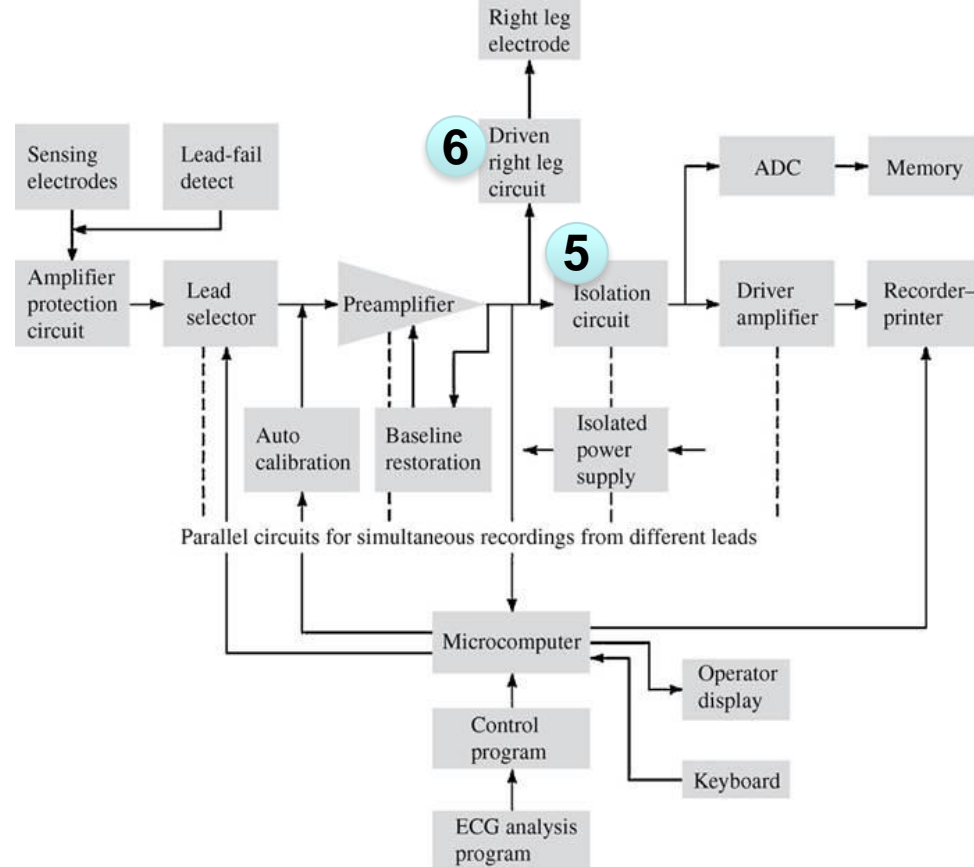 Right leg
electrode
6
Driven
right leg
circuit
Sensing
electrodes
Lead-fail
detect
ADC
Memory
5
Amplifier
protection
circuit
Lead
selector
Preamplifier
Isolation
circuit
Driver
amplifier
Recorder–
printer
Auto
calibration
Baseline
restoration
Isolated
power
supply
Parallel circuits for simultaneous recordings from different leads
Microcomputer
Operator
display
Control
program
Keyboard
ECG analysis
program